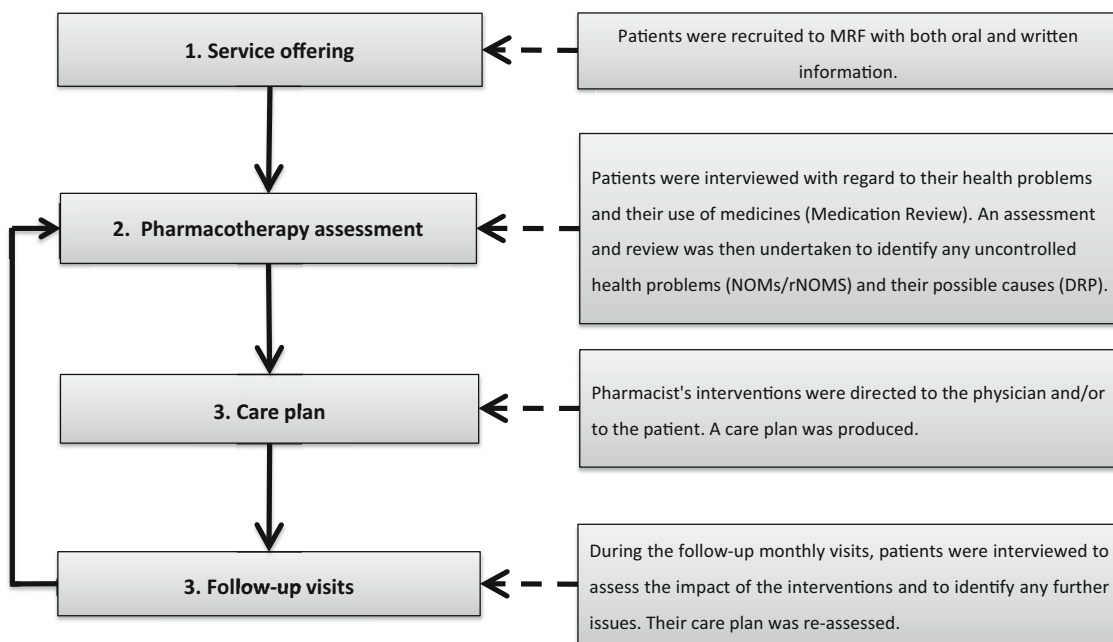 1. Service offering
Patients were recruited to MRF with both oral and written
information.
2. Pharmacotherapy assessment
Patients were interviewed with regard to their health problems
and their use of medicines (Medication Review). An assessment
and review was then undertaken to identify any uncontrolled
health problems (NOMs/rNOMS) and their possible causes (DRP).
3. Care plan
Pharmacist's interventions were directed to the physician and/or
to the patient. A care plan was produced.
3. Follow-up visits
During the follow-up monthly visits, patients were interviewed to
assess the impact of the interventions and to identify any further
issues. Their care plan was re-assessed.